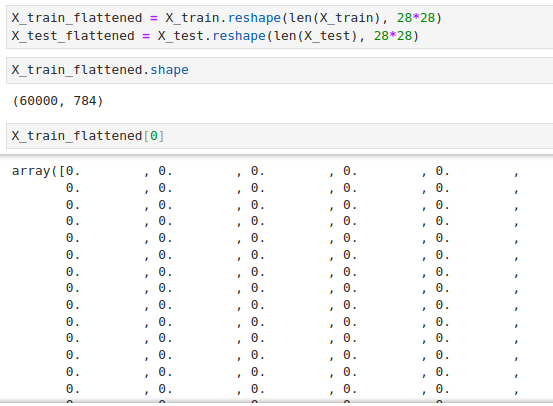 X_train_flattened = X_train.reshape(len(X_train), 28*28)
X_test_flattened = X_test.reshape(len(X_test), 28*28)
X_train_flattened.shape
(60000, 784)
X_train_flattened[0]
array([0.        , 0.        , 0.        , 0.        , 0.        ,
       0.        , 0.        , 0.        , 0.        , 0.        ,
       0.        , 0.        , 0.        , 0.        , 0.        ,
       0.        , 0.        , 0.        , 0.        , 0.        ,
       0.        , 0.        , 0.        , 0.        , 0.        ,
       0.        , 0.        , 0.        , 0.        , 0.        ,
       0.        , 0.        , 0.        , 0.        , 0.        ,
       0.        , 0.        , 0.        , 0.        , 0.        ,
       0.        , 0.        , 0.        , 0.        , 0.        ,
       0.        , 0.        , 0.        , 0.        , 0.        ,
       0.        , 0.        , 0.        , 0.        , 0.        ,
       0.        , 0.        , 0.        , 0.        , 0.        ,
       0.        , 0.        , 0.        , 0.        , 0.        ,
       0.        , 0.        , 0.        , 0.        , 0.        ,